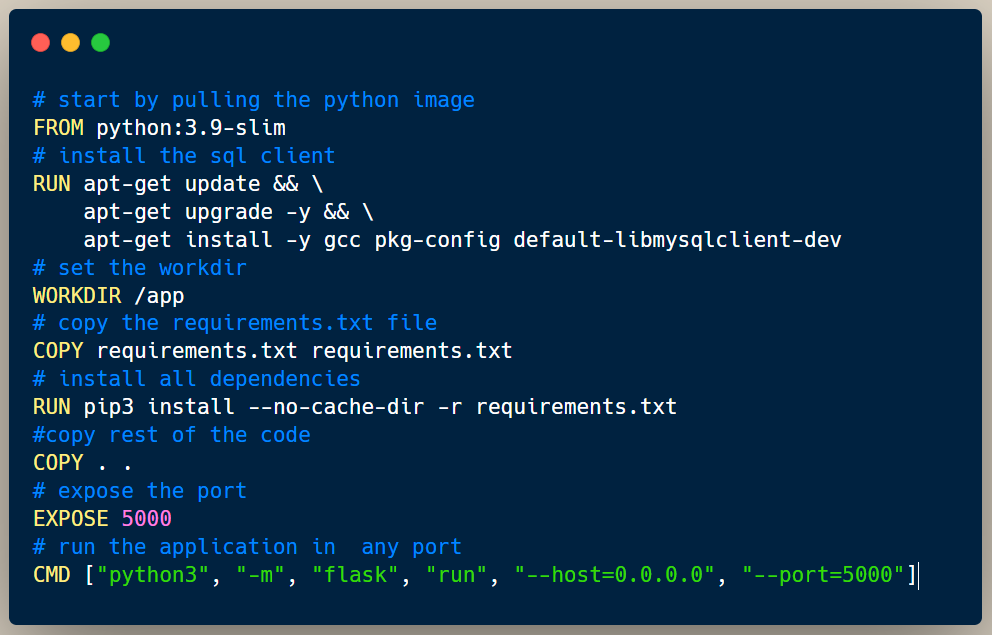 # start by pulling the python image
FROM python:3.9-slim
# install the sql client
RUN apt-get update && \
    apt-get upgrade -y && \
    apt-get install -y gcc pkg-config default-libmysqlclient-dev
# set the workdir
WORKDIR /app
# copy the requirements.txt file
COPY requirements.txt requirements.txt
# install all dependencies
RUN pip3 install --no-cache-dir -r requirements.txt
#copy rest of the code
COPY . .
# expose the port
EXPOSE 5000
# run the application in  any port
CMD ["python3", "-m", "flask", "run", "--host=0.0.0.0", "--port=5000"]